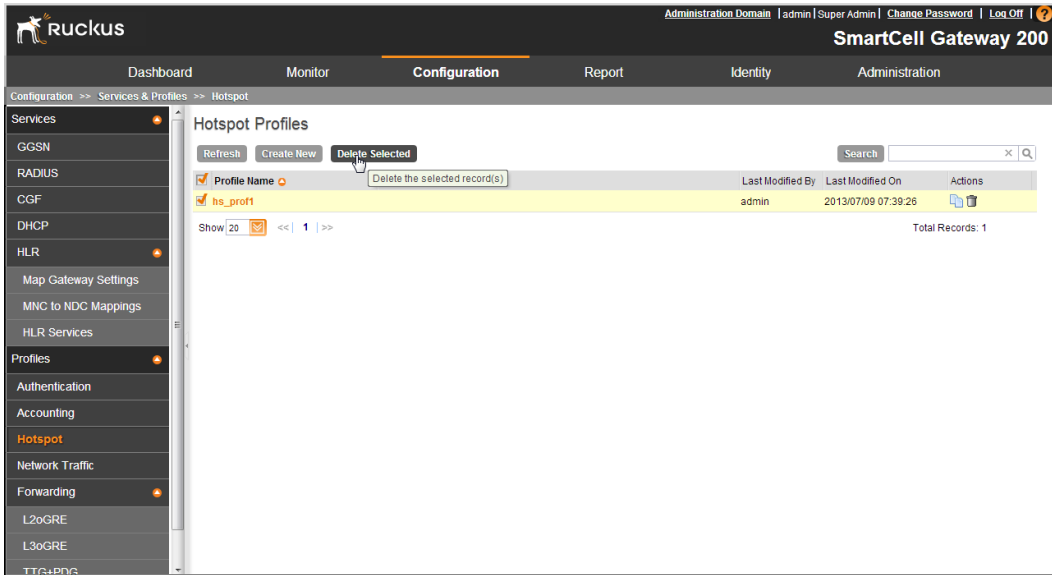 Ruckus
Administration Domain | admin | Super Admin | Change Password | Log Off | ?
SmartCell Gateway 200
Dashboard Monitor Configuration Report Identity Administration
Configuration >> Services & Profiles >> Hotspot
Services
GGSN
RADIUS
CGF
DHCP
HLR
Map Gateway Settings
MNC to NDC Mappings
HLR Services
Profiles
Authentication
Accounting
Hotspot
Network Traffic
Forwarding
L2oGRE
L3oGRE
TTG+PDG
Hotspot Profiles
Refresh Create New Delete Selected Search
Delete the selected record(s)
Profile Name Last Modified By Last Modified On Actions
hs_prof1 admin 2013/07/09 07:39:26
Show 20 << | 1 | >> Total Records: 1